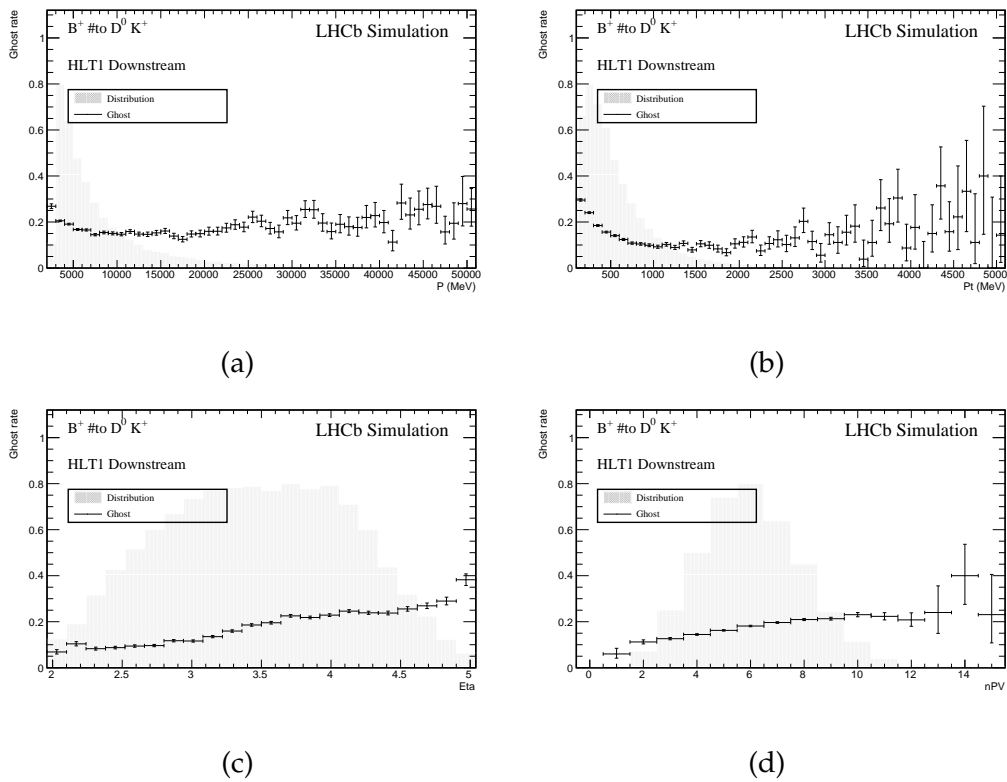 Ghost rate
B⁺ #to D⁰ K⁺
LHCb Simulation
HLT1 Downstream
Distribution
Ghost
1
0.8
0.6
0.4
0.2
0
5000 10000 15000 20000 25000 30000 35000 40000 45000 50000
P (MeV)
(a)
Ghost rate
B⁺ #to D⁰ K⁺
LHCb Simulation
HLT1 Downstream
Distribution
Ghost
1
0.8
0.6
0.4
0.2
0
500 1000 1500 2000 2500 3000 3500 4000 4500 5000
Pt (MeV)
(b)
Ghost rate
B⁺ #to D⁰ K⁺
LHCb Simulation
HLT1 Downstream
Distribution
Ghost
1
0.8
0.6
0.4
0.2
0
2 2.5 3 3.5 4 4.5 5
Eta
(c)
Ghost rate
B⁺ #to D⁰ K⁺
LHCb Simulation
HLT1 Downstream
Distribution
Ghost
1
0.8
0.6
0.4
0.2
0
0 2 4 6 8 10 12 14
nPV
(d)